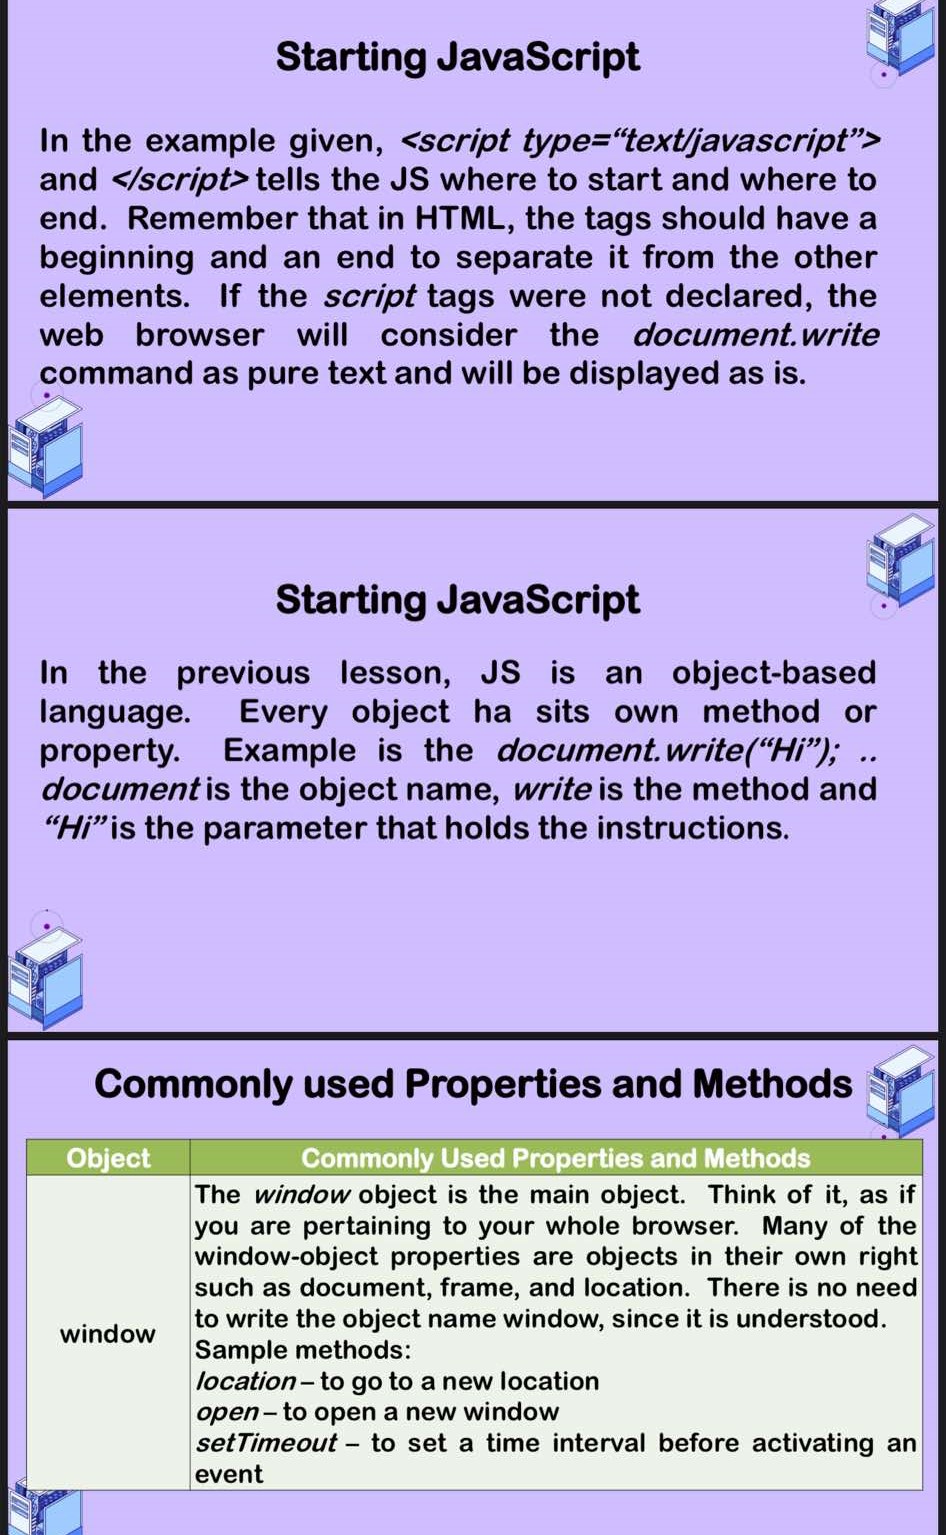 Starting JavaScript
In the example given, <script type=“text/javascript”>
and </script> tells the JS where to start and where to
end. Remember that in HTML, the tags should have a
beginning and an end to separate it from the other
elements. If the script tags were not declared, the
web browser will consider the document.write
command as pure text and will be displayed as is.
Starting JavaScript
In the previous lesson, JS is an object-based
language. Every object ha sits own method or
property. Example is the document.write(“Hi”); ..
document is the object name, write is the method and
“Hi” is the parameter that holds the instructions.
Commonly used Properties and Methods
Object
Commonly Used Properties and Methods
window
The window object is the main object. Think of it, as if
you are pertaining to your whole browser. Many of the
window-object properties are objects in their own right
such as document, frame, and location. There is no need
to write the object name window, since it is understood.
Sample methods:
location – to go to a new location
open – to open a new window
setTimeout – to set a time interval before activating an
event